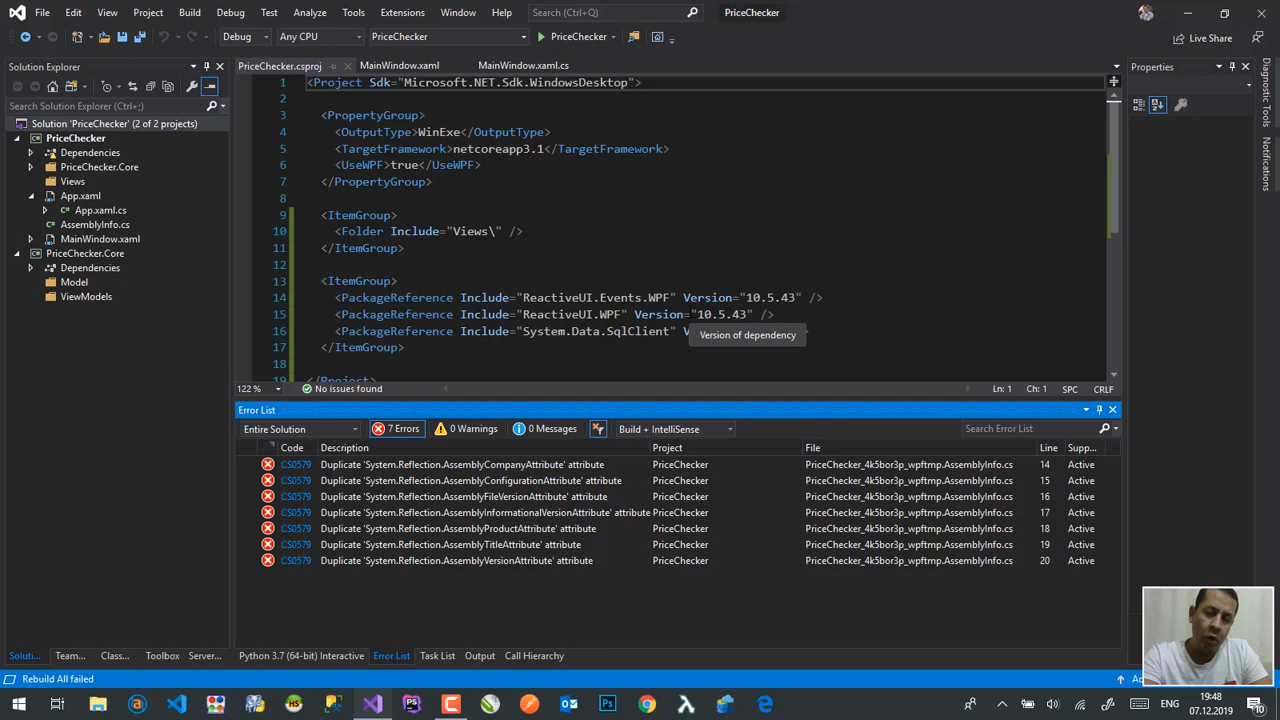 File Edit View Project Build Debug Test Analyze Tools Extensions Window Help Search (Ctrl+Q) PriceChecker
Debug Any CPU PriceChecker PriceChecker Live Share
Solution Explorer
Search Solution Explorer (Ctrl+;)
Solution 'PriceChecker' (2 of 2 projects)
PriceChecker
Dependencies
PriceChecker.Core
Views
App.xaml
App.xaml.cs
AssemblyInfo.cs
MainWindow.xaml
PriceChecker.Core
Dependencies
Model
ViewModels
PriceChecker.csproj MainWindow.xaml MainWindow.xaml.cs
1 <Project Sdk="Microsoft.NET.Sdk.WindowsDesktop">
2
3 <PropertyGroup>
4 <OutputType>WinExe</OutputType>
5 <TargetFramework>netcoreapp3.1</TargetFramework>
6 <UseWPF>true</UseWPF>
7 </PropertyGroup>
8
9 <ItemGroup>
10 <Folder Include="Views\" />
11 </ItemGroup>
12
13 <ItemGroup>
14 <PackageReference Include="ReactiveUI.Events.WPF" Version="10.5.43" />
15 <PackageReference Include="ReactiveUI.WPF" Version="10.5.43" />
16 <PackageReference Include="System.Data.SqlClient"
Version of dependency
17 </ItemGroup>
18
19 </Project>
122 % No issues found Ln: 1 Ch: 1 SPC CRLF
Properties
Diagnostic Tools
Notifications
Error List
Entire Solution 7 Errors 0 Warnings 0 Messages Build + IntelliSense Search Error List
Code Description Project File Line Supp...
CS0579 Duplicate 'System.Reflection.AssemblyCompanyAttribute' attribute PriceChecker PriceChecker_4k5bor3p_wpftmp.AssemblyInfo.cs 14 Active
CS0579 Duplicate 'System.Reflection.AssemblyConfigurationAttribute' attribute PriceChecker PriceChecker_4k5bor3p_wpftmp.AssemblyInfo.cs 15 Active
CS0579 Duplicate 'System.Reflection.AssemblyFileVersionAttribute' attribute PriceChecker PriceChecker_4k5bor3p_wpftmp.AssemblyInfo.cs 16 Active
CS0579 Duplicate 'System.Reflection.AssemblyInformationalVersionAttribute' attribute PriceChecker PriceChecker_4k5bor3p_wpftmp.AssemblyInfo.cs 17 Active
CS0579 Duplicate 'System.Reflection.AssemblyProductAttribute' attribute PriceChecker PriceChecker_4k5bor3p_wpftmp.AssemblyInfo.cs 18 Active
CS0579 Duplicate 'System.Reflection.AssemblyTitleAttribute' attribute PriceChecker PriceChecker_4k5bor3p_wpftmp.AssemblyInfo.cs 19 Active
CS0579 Duplicate 'System.Reflection.AssemblyVersionAttribute' attribute PriceChecker PriceChecker_4k5bor3p_wpftmp.AssemblyInfo.cs 20 Active
Soluti... Team... Class... Toolbox Server... Python 3.7 (64-bit) Interactive Error List Task List Output Call Hierarchy
Rebuild All failed
ENG 19:48
07.12.2019 10